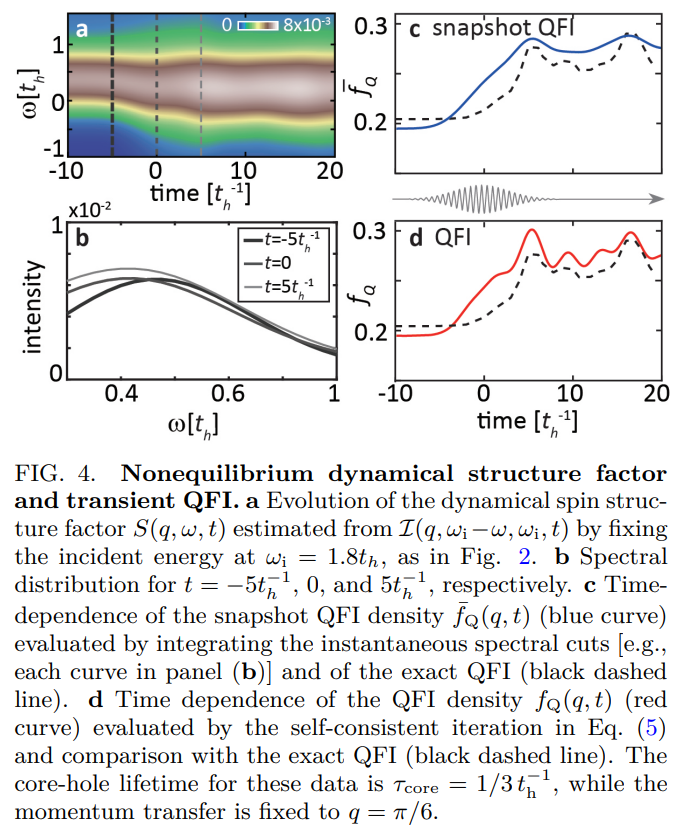 a
0
8x10⁻³
ω[t_h]
1
0
-1
-10
0
10
20
time [t_h⁻¹]
c snapshot QFI
f̄_Q
0.3
0.2
x10⁻²
b
1
0
intensity
t=-5t_h⁻¹
t=0
t=5t_h⁻¹
0.4
0.6
1
ω[t_h]
d QFI
f_Q
0.3
0.2
-10
0
10
20
time [t_h⁻¹]
FIG. 4. Nonequilibrium dynamical structure factor
and transient QFI. a Evolution of the dynamical spin struc-
ture factor S(q, ω, t) estimated from I(q, ω_i − ω, ω_i, t) by fixing
the incident energy at ω_i = 1.8t_h, as in Fig. 2. b Spectral
distribution for t = −5t_h⁻¹, 0, and 5t_h⁻¹, respectively. c Time-
dependence of the snapshot QFI density f̄_Q(q, t) (blue curve)
evaluated by integrating the instantaneous spectral cuts [e.g.,
each curve in panel (b)] and of the exact QFI (black dashed
line). d Time dependence of the QFI density f_Q(q, t) (red
curve) evaluated by the self-consistent iteration in Eq. (5)
and comparison with the exact QFI (black dashed line). The
core-hole lifetime for these data is τ_core = 1/3 t_h⁻¹, while the
momentum transfer is fixed to q = π/6.